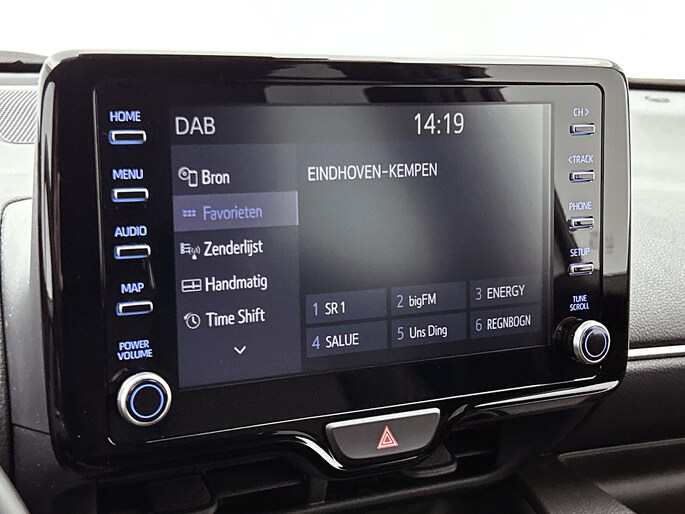 HOME
MENU
AUDIO
MAP
POWER
VOLUME
DAB
14:19
Bron
Favorieten
Zenderlijst
Handmatig
Time Shift
EINDHOVEN-KEMPEN
1 SR 1
2 bigFM
3 ENERGY
4 SALUE
5 Uns Ding
6 REGNBOGN
CH >
< TRACK
PHONE
SETUP
TUNE
SCROLL